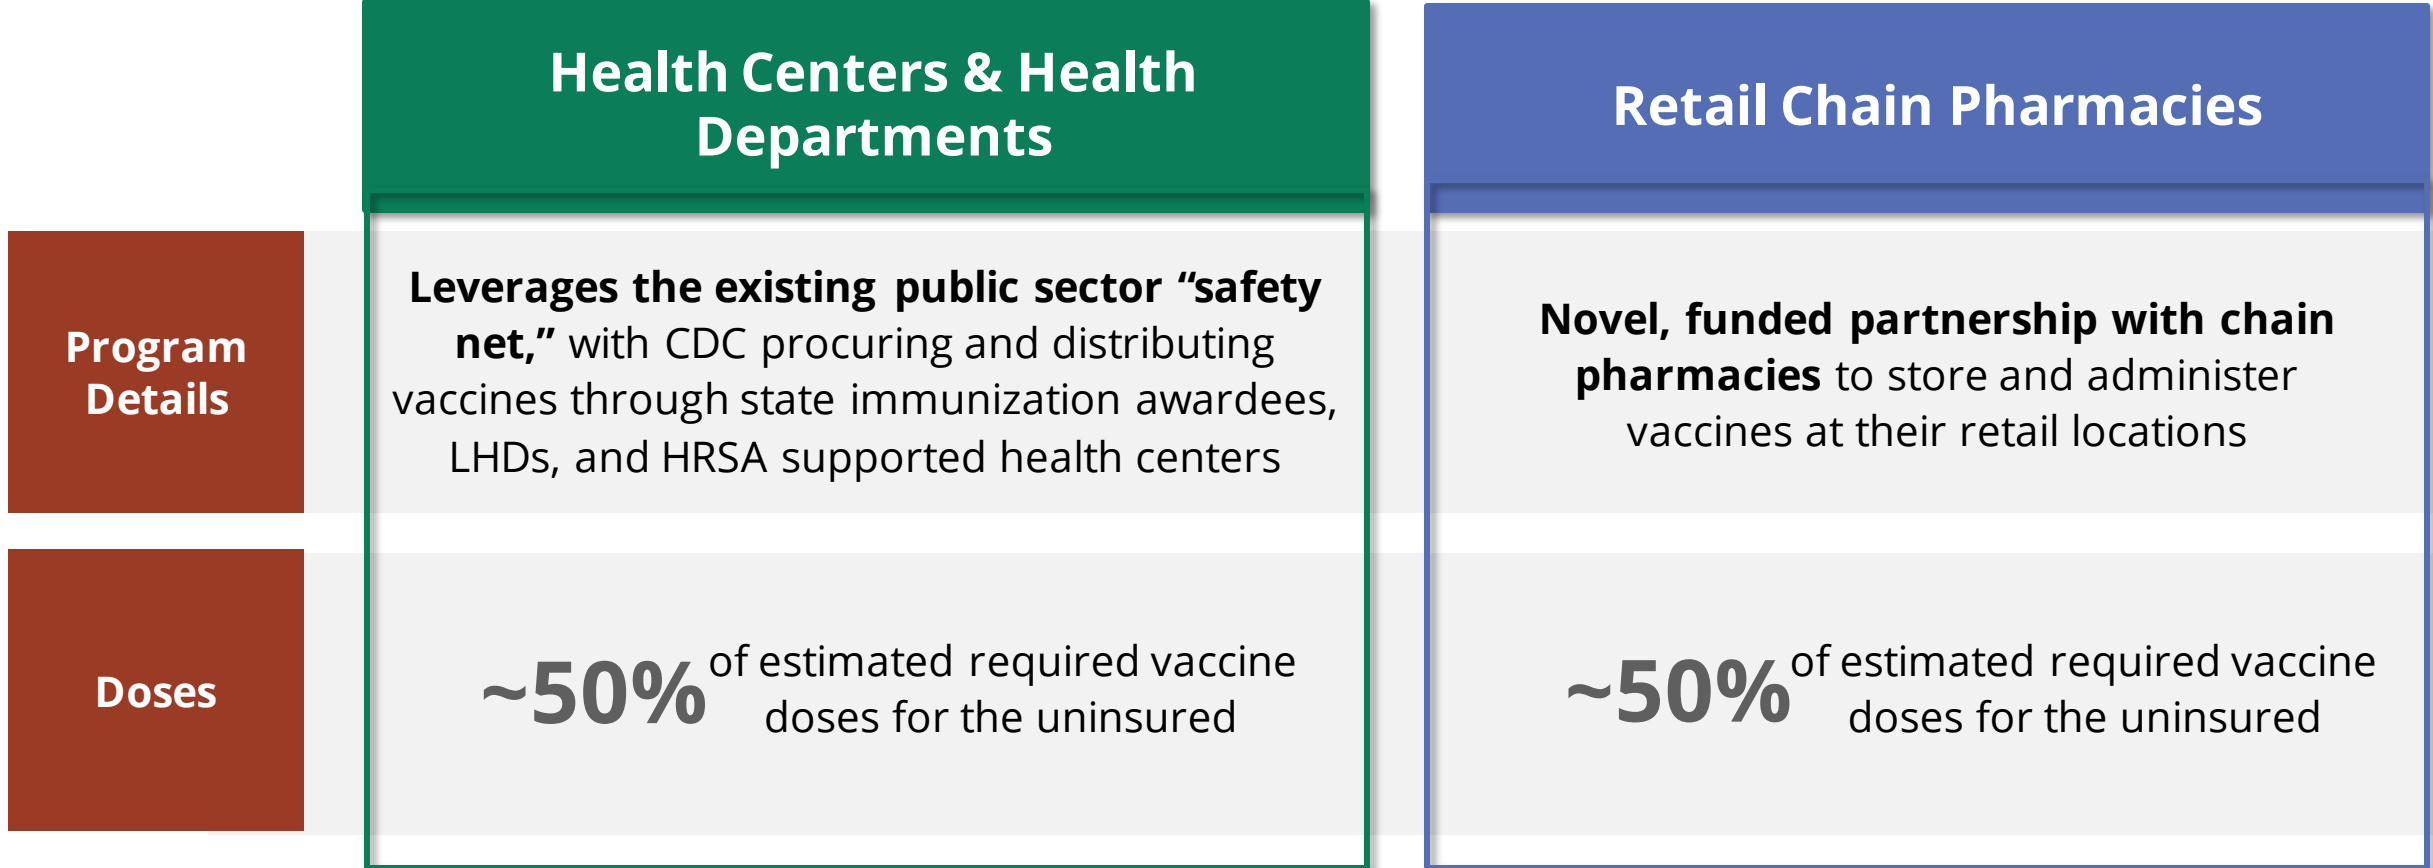 Health Centers & Health
Departments
Retail Chain Pharmacies
Program
Details
Leverages the existing public sector “safety
net,” with CDC procuring and distributing
vaccines through state immunization awardees,
LHDs, and HRSA supported health centers
Novel, funded partnership with chain
pharmacies to store and administer
vaccines at their retail locations
Doses
~50% of estimated required vaccine
doses for the uninsured
~50% of estimated required vaccine
doses for the uninsured